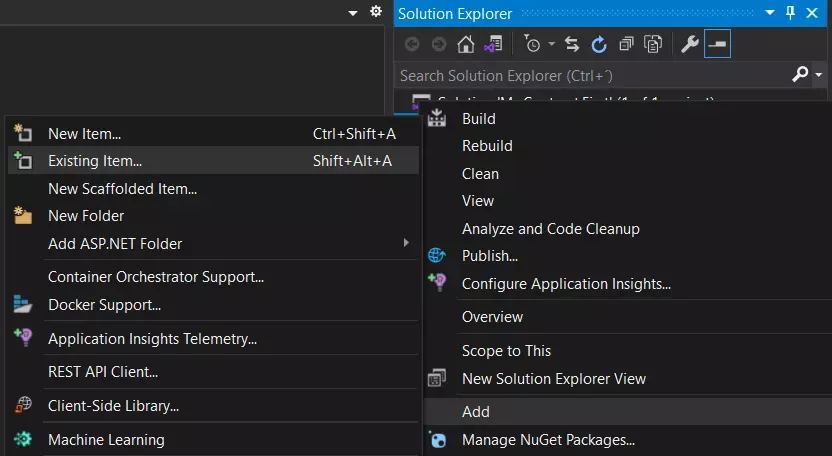 Solution Explorer
Search Solution Explorer (Ctrl+´)
New Item... Ctrl+Shift+A
Existing Item... Shift+Alt+A
New Scaffolded Item...
New Folder
Add ASP.NET Folder
Container Orchestrator Support...
Docker Support...
Application Insights Telemetry...
REST API Client...
Client-Side Library...
Machine Learning
Build
Rebuild
Clean
View
Analyze and Code Cleanup
Publish...
Configure Application Insights...
Overview
Scope to This
New Solution Explorer View
Add
Manage NuGet Packages...